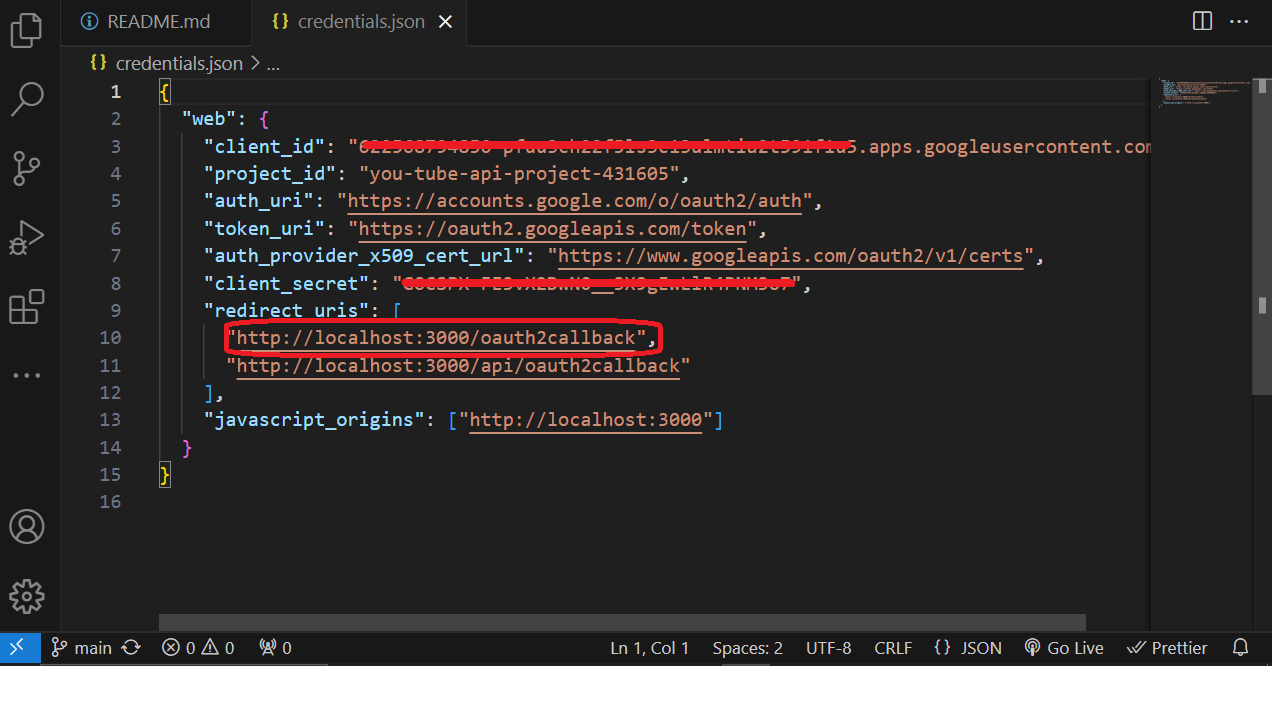 README.md
{} credentials.json ×
{} credentials.json > ...
1 {
2 "web": {
3 "client_id": " 5.apps.googleusercontent.com
4 "project_id": "you-tube-api-project-431605",
5 "auth_uri": "https://accounts.google.com/o/oauth2/auth",
6 "token_uri": "https://oauth2.googleapis.com/token",
7 "auth_provider_x509_cert_url": "https://www.googleapis.com/oauth2/v1/certs",
8 "client_secret": " ",
9 "redirect_uris": [
10 "http://localhost:3000/oauth2callback",
11 "http://localhost:3000/api/oauth2callback"
12 ],
13 "javascript_origins": ["http://localhost:3000"]
14 }
15 }
16
main 0 0 0 Ln 1, Col 1 Spaces: 2 UTF-8 CRLF {} JSON Go Live Prettier